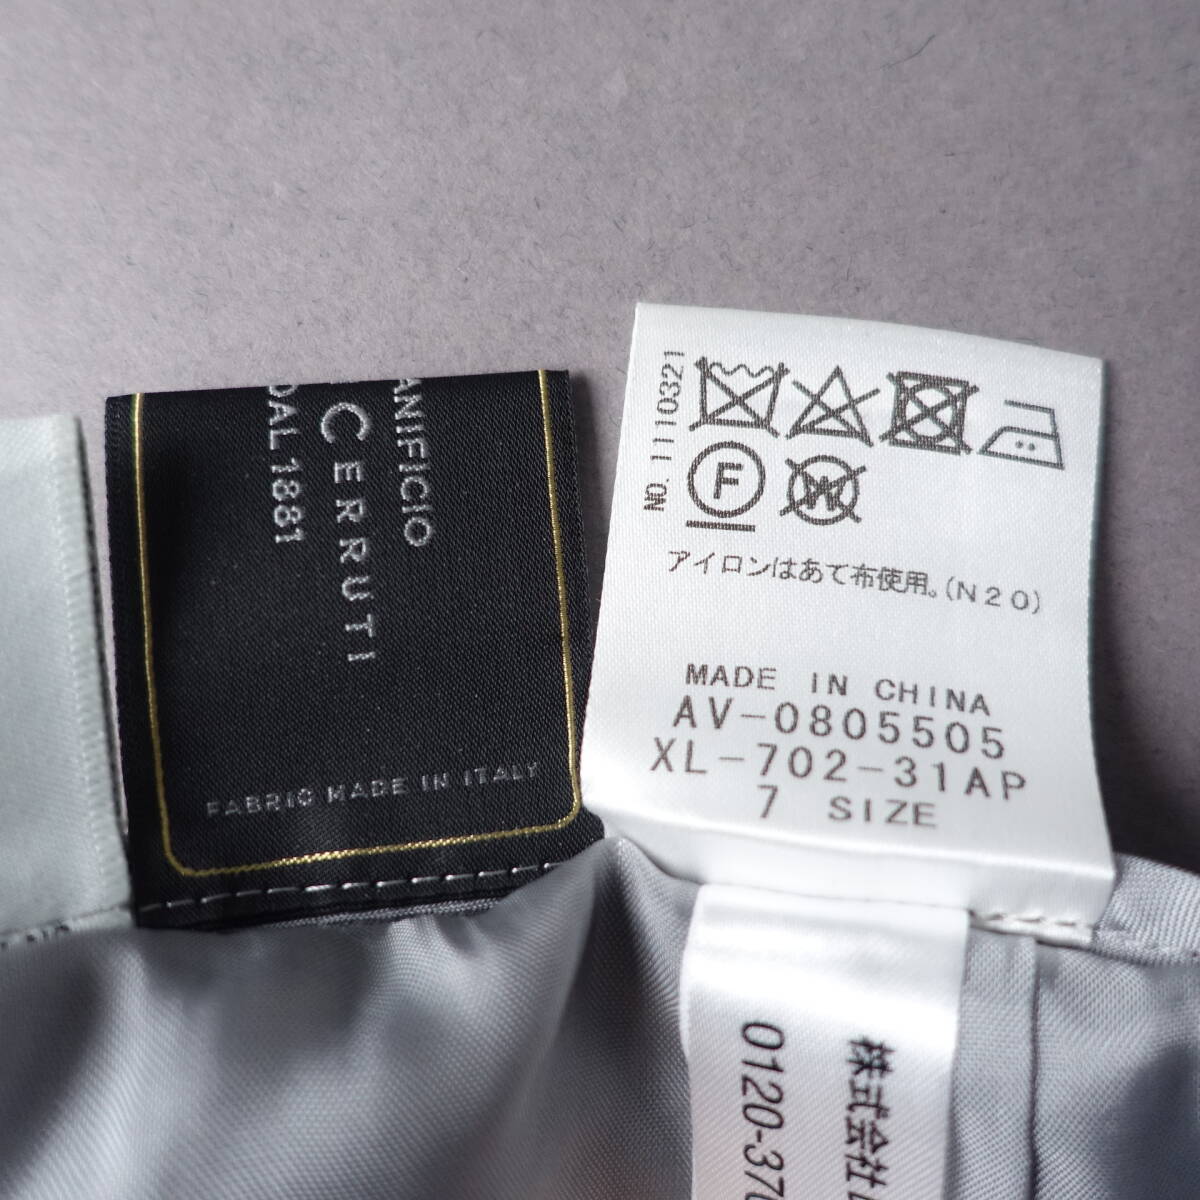 ANIFICIO
CERRUTI
DAL 1881
FABRIC MADE IN ITALY
NO. 1110321
F
W
アイロンはあて布使用。(N20)
MADE IN CHINA
AV-0805505
XL-702-31AP
7 SIZE
株式会社
0120-370